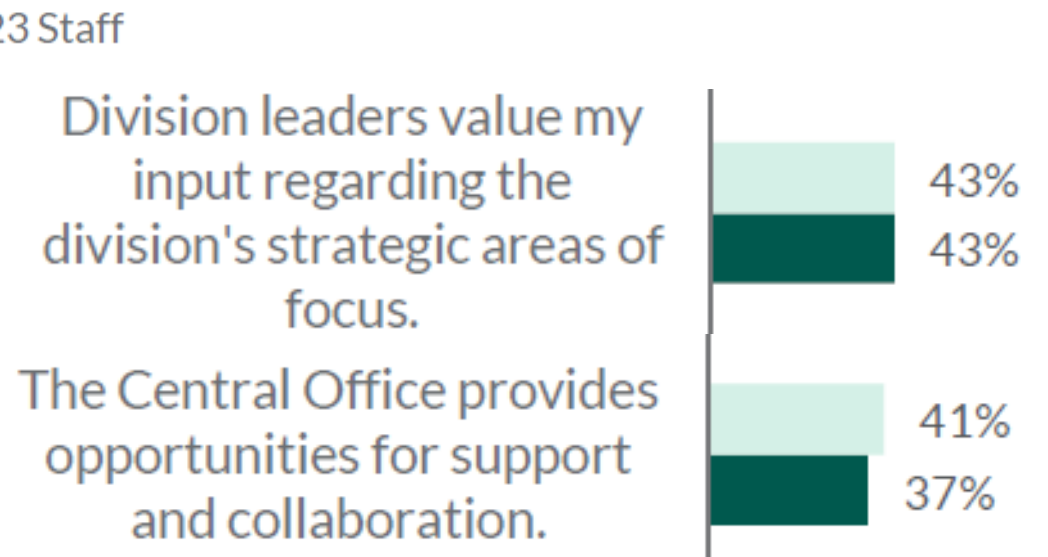 23 Staff
Division leaders value my
input regarding the
division's strategic areas of
focus.
43%
43%
The Central Office provides
opportunities for support
and collaboration.
41%
37%